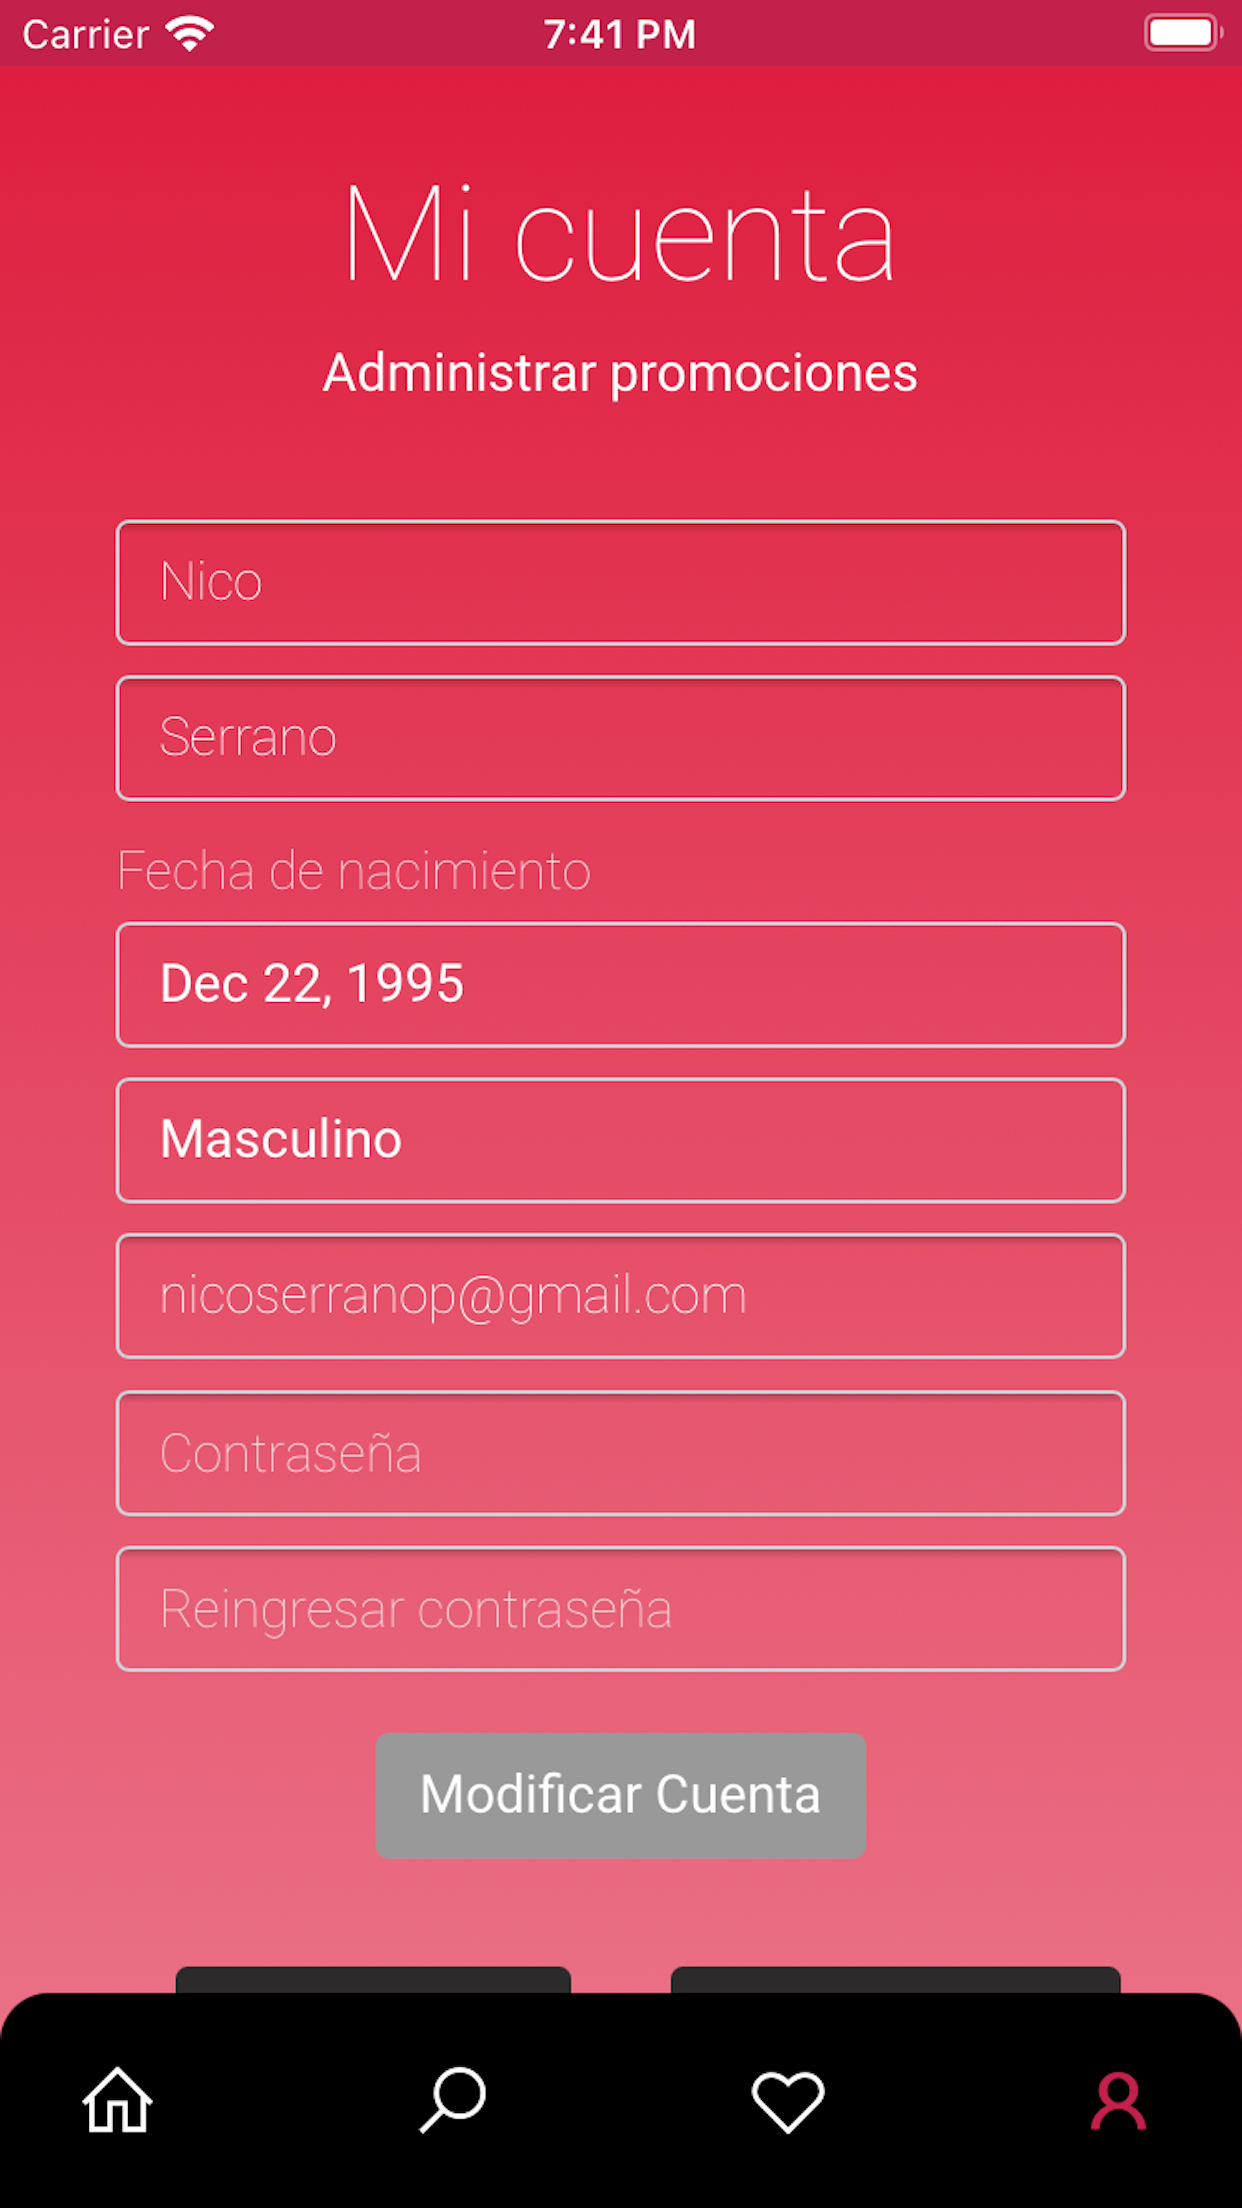 Carrier 7:41 PM
Mi cuenta
Administrar promociones
Nico
Serrano
Fecha de nacimiento
Dec 22, 1995
Masculino
nicoserranop@gmail.com
Contraseña
Reingresar contraseña
Modificar Cuenta